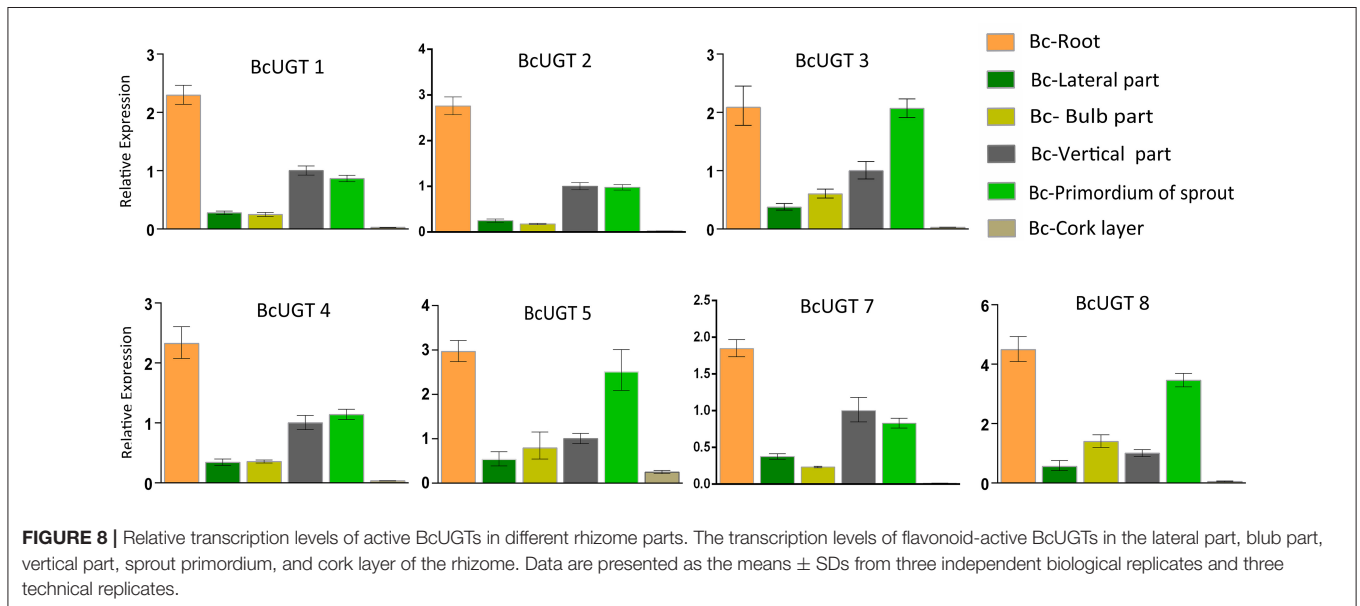 BcUGT 1
3
2
1
0
Relative Expression
BcUGT 2
4
3
2
1
0
BcUGT 3
3
2
1
0
Bc-Root
Bc-Lateral part
Bc- Bulb part
Bc-Vertical part
Bc-Primordium of sprout
Bc-Cork layer
BcUGT 4
3
2
1
0
Relative Expression
BcUGT 5
4
3
2
1
0
BcUGT 7
2.5
2.0
1.5
1.0
0.5
0.0
BcUGT 8
6
4
2
0
FIGURE 8 | Relative transcription levels of active BcUGTs in different rhizome parts. The transcription levels of flavonoid-active BcUGTs in the lateral part, blub part,
vertical part, sprout primordium, and cork layer of the rhizome. Data are presented as the means ± SDs from three independent biological replicates and three
technical replicates.